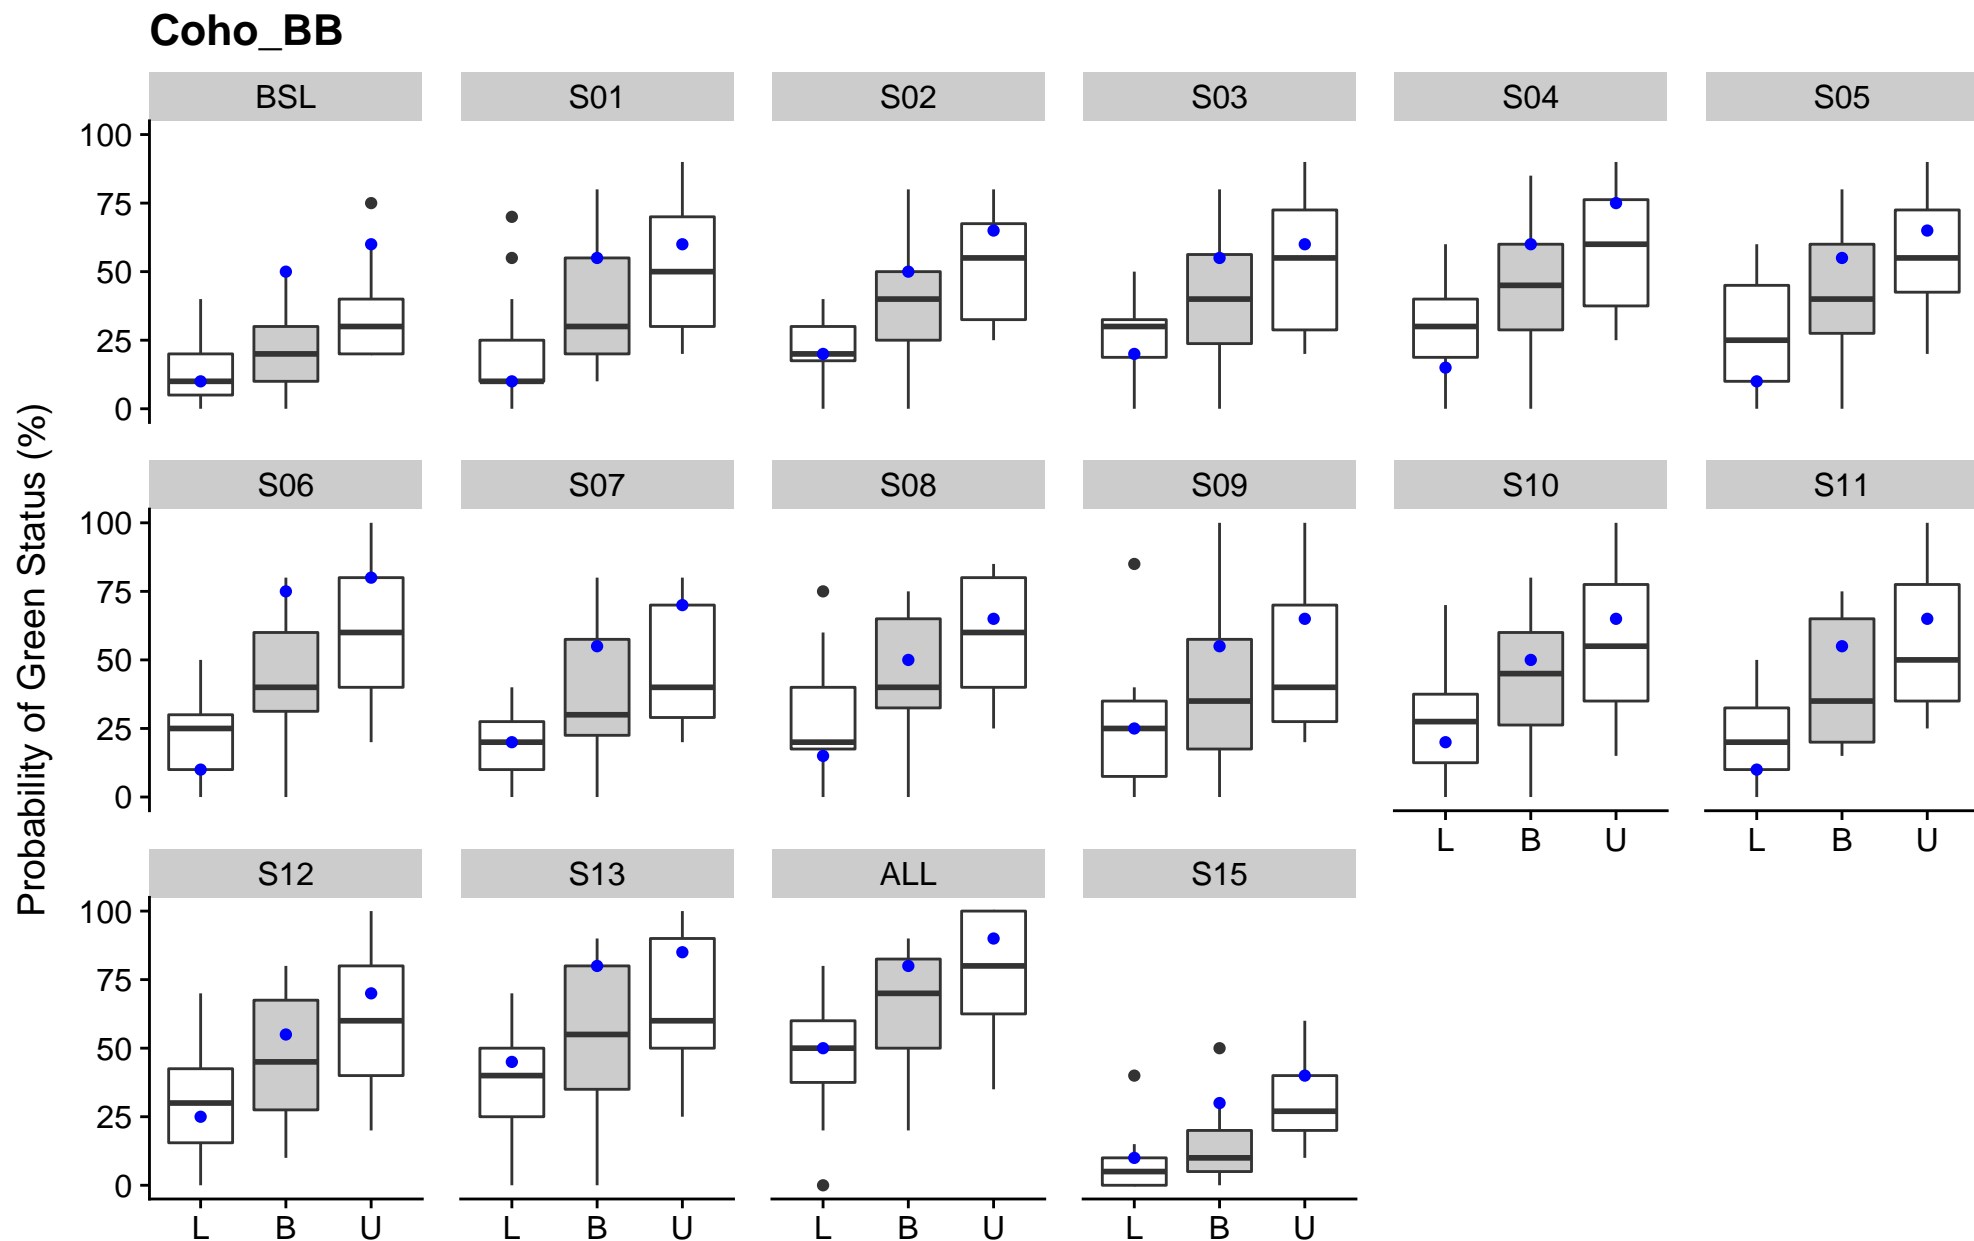 Coho_BB
BSL S01 S02 S03 S04 S05
100
75
50
25
0
Probability of Green Status (%)
S06 S07 S08 S09 S10 S11
100
75
50
25
0
L B U L B U
S12 S13 ALL S15
100
75
50
25
0
L B U L B U L B U L B U